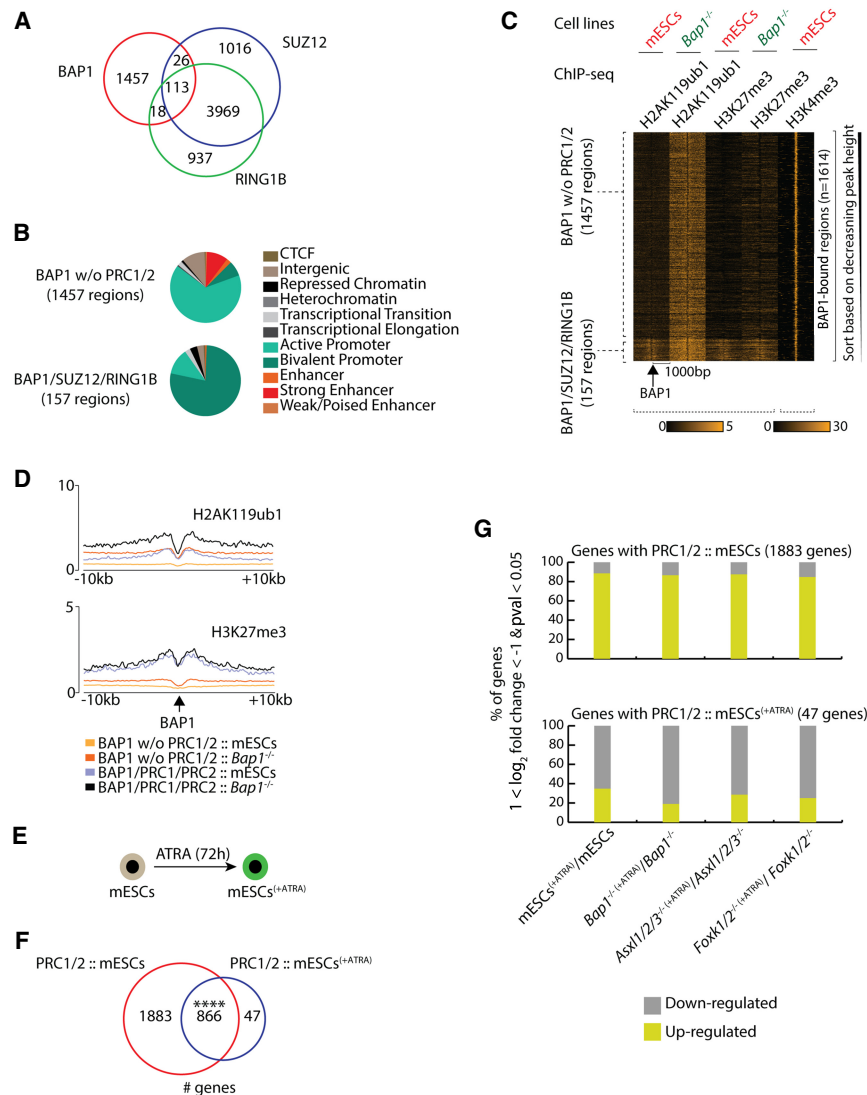 A
BAP1
1457
26
1016
SUZ12
113
18
3969
937
RING1B
B
BAP1 w/o PRC1/2
(1457 regions)
BAP1/SUZ12/RING1B
(157 regions)
CTCF
Intergenic
Repressed Chromatin
Heterochromatin
Transcriptional Transition
Transcriptional Elongation
Active Promoter
Bivalent Promoter
Enhancer
Strong Enhancer
Weak/Poised Enhancer
C
Cell lines
mESCs
Bap1-/-
mESCs
Bap1-/-
mESCs
ChIP-seq
H2AK119ub1
H2AK119ub1
H3K27me3
H3K27me3
H3K4me3
BAP1 w/o PRC1/2
(1457 regions)
BAP1/SUZ12/RING1B
(157 regions)
BAP1-bound regions (n=1614)
Sort based on decreasning peak height
1000bp
BAP1
0 5
0 30
D
10
H2AK119ub1
0
-10kb +10kb
5
H3K27me3
0
-10kb +10kb
BAP1
BAP1 w/o PRC1/2 :: mESCs
BAP1 w/o PRC1/2 :: Bap1-/-
BAP1/PRC1/PRC2 :: mESCs
BAP1/PRC1/PRC2 :: Bap1-/-
E
ATRA (72h)
mESCs
mESCs(+ATRA)
F
PRC1/2 :: mESCs
PRC1/2 :: mESCs(+ATRA)
****
1883
866
47
# genes
G
Genes with PRC1/2 :: mESCs (1883 genes)
100
80
60
40
20
0
% of genes
1 < log2 fold change < -1 & pval < 0.05
Genes with PRC1/2 :: mESCs(+ATRA) (47 genes)
100
80
60
40
20
0
mESCs(+ATRA)/mESCs
Bap1-/- (+ATRA)/Bap1-/-
Asxl1/2/3-/- (+ATRA)/Asxl1/2/3-/-
Foxk1/2-/- (+ATRA)/ Foxk1/2-/-
Down-regulated
Up-regulated